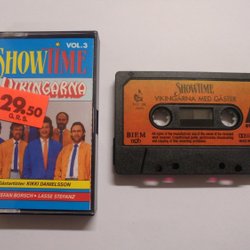 VOL.3
SHOWTIME
VIKINGARNA
29.50
G.R.S.
Gästartister: KIKKI DANIELSSON
STEFAN BORSCH • LASSE STEFANZ
SHOWTIME
VIKINGARNA MED GÄSTER
BIEM
ncb